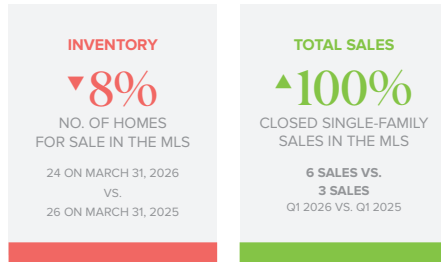 INVENTORY
▼8%
NO. OF HOMES
FOR SALE IN THE MLS
24 ON MARCH 31, 2026
VS.
26 ON MARCH 31, 2025
TOTAL SALES
▲100%
CLOSED SINGLE-FAMILY
SALES IN THE MLS
6 SALES VS.
3 SALES
Q1 2026 VS. Q1 2025